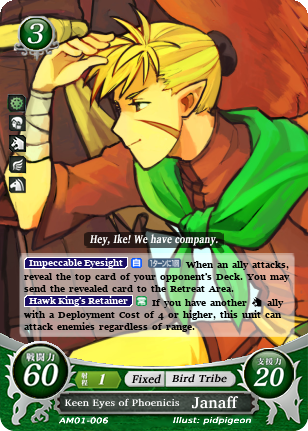 3
Hey, Ike! We have company.
Impeccable Eyesight 自 1ターンに1回 When an ally attacks,
reveal the top card of your opponent's Deck. You may
send the revealed card to the Retreat Area.
Hawk King's Retainer 常 If you have another ally
with a Deployment Cost of 4 or higher, this unit can
attack enemies regardless of range.
戦闘力 60 射程 1 Fixed Bird Tribe 支援力 20
Keen Eyes of Phoenicis Janaff
AM01-006 Illust: pidpigeon